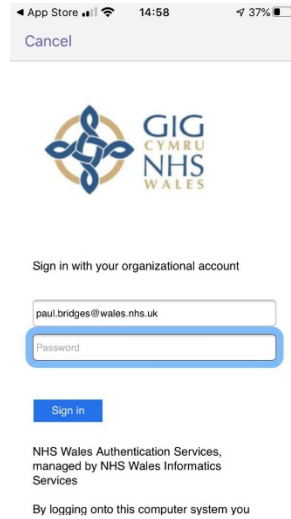 App Store 14:58 37%
Cancel
GIG
CYMRU
NHS
WALES
Sign in with your organizational account
paul.bridges@wales.nhs.uk
Password
Sign in
NHS Wales Authentication Services,
managed by NHS Wales Informatics
Services
By logging onto this computer system you